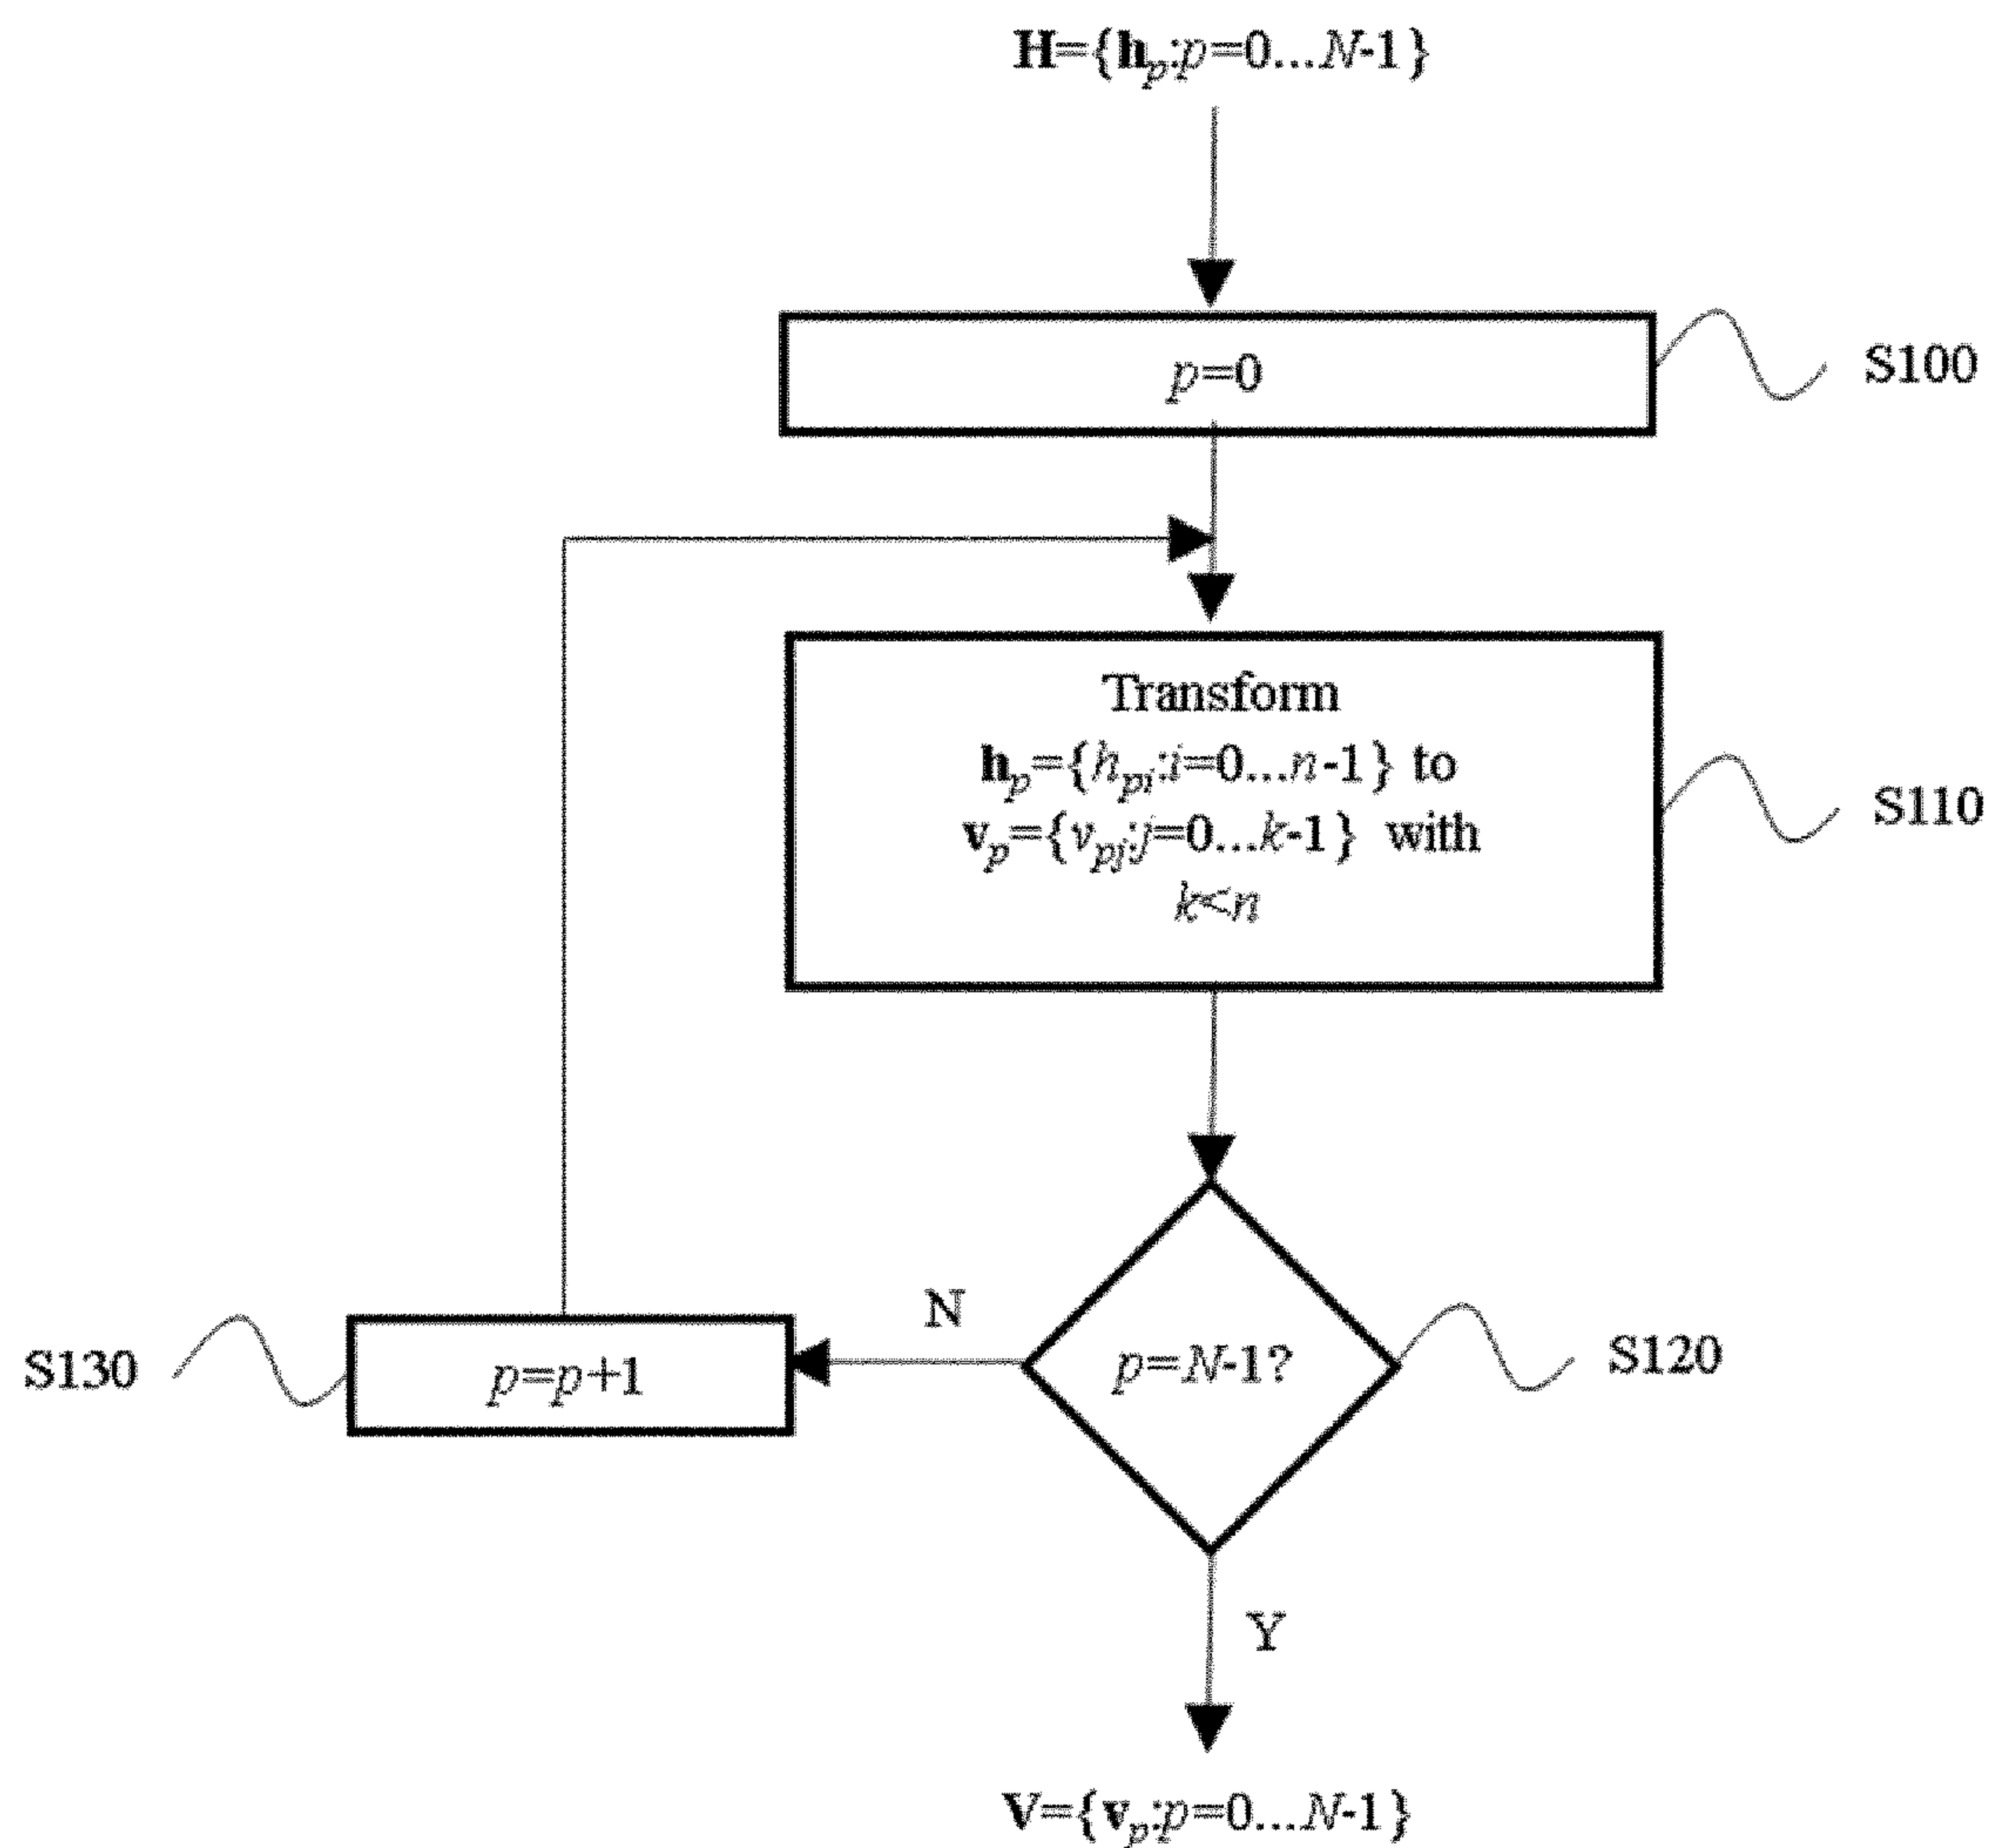 H={hp:p=0...N-1}
p=0
S100
Transform
hp={hpi:i=0...n-1} to
vp={vpj:j=0...k-1} with
k<n
S110
N
p=N-1?
S120
S130
p=p+1
Y
V={vp:p=0...N-1}